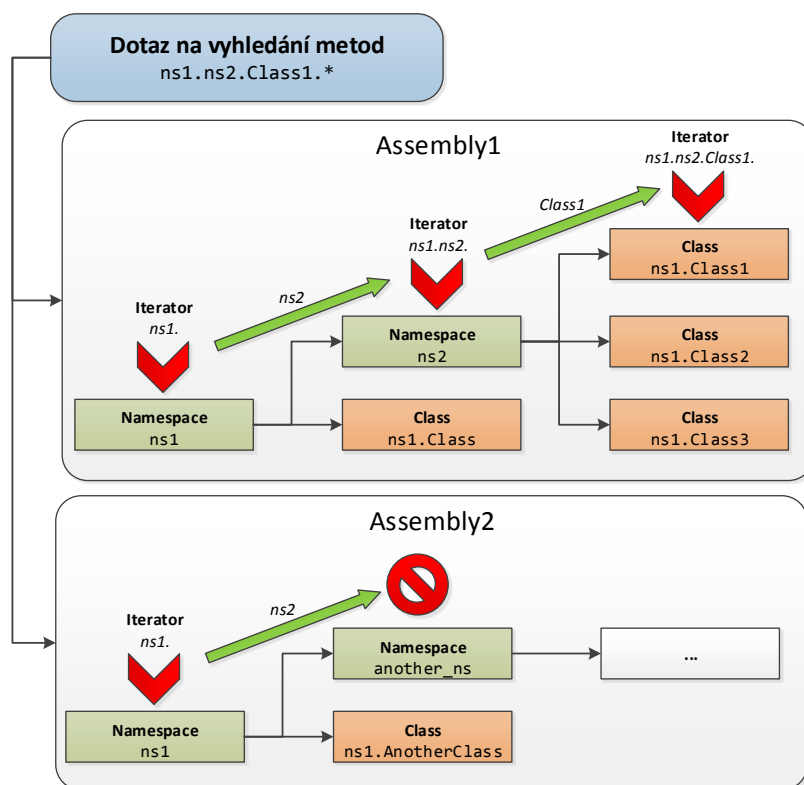 Dotaz na vyhledání metod
ns1.ns2.Class1.*
Assembly1
Iterator
ns1.ns2.Class1.
Class1
Iterator
ns1.ns2.
Class
ns1.Class1
ns2
Iterator
ns1.
Namespace
ns2
Class
ns1.Class2
Namespace
ns1
Class
ns1.Class
Class
ns1.Class3
Assembly2
ns2
Iterator
ns1.
Namespace
another_ns
...
Namespace
ns1
Class
ns1.AnotherClass